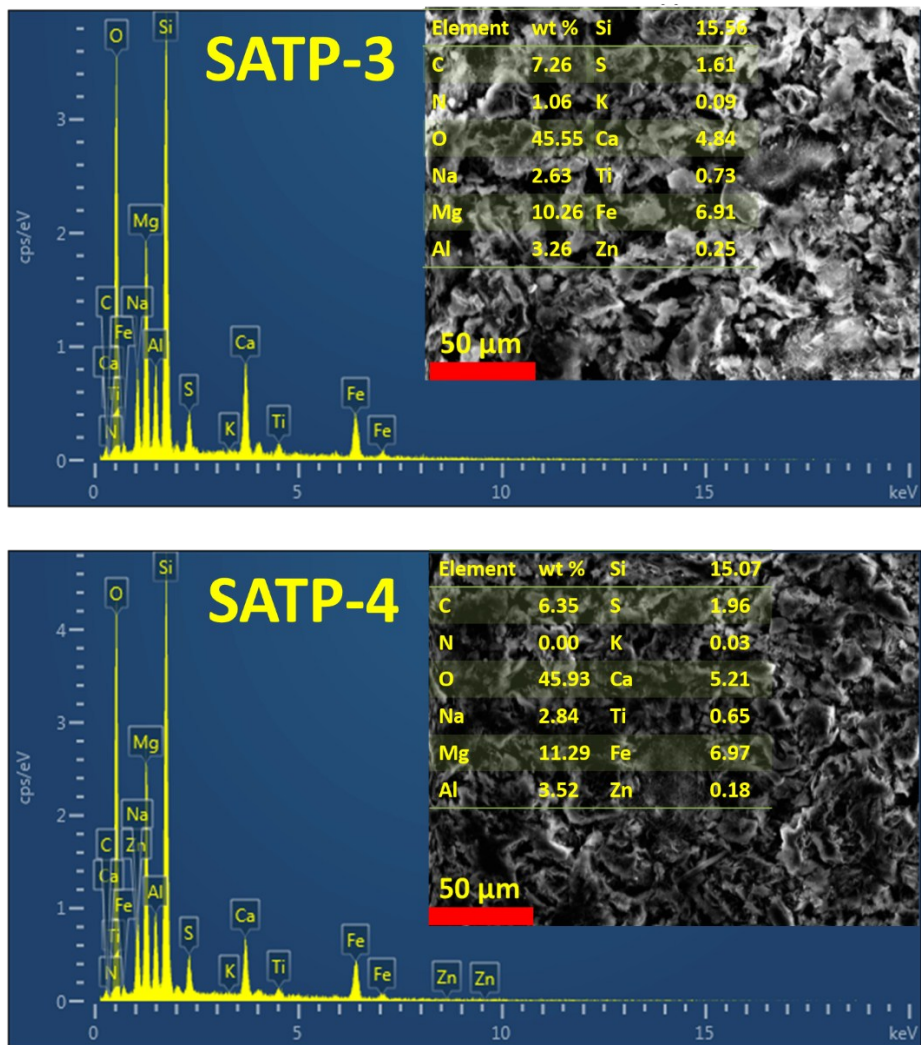 SATP-3
cps/eV
3
2
1
0
O
Si
Mg
C
Na
Fe
Al
Ca
Ti
N
S
K
Ca
Ti
Fe
Fe
0 5 10 15 keV
Element wt % Si 15.56
C 7.26 S 1.61
N 1.06 K 0.09
O 45.55 Ca 4.84
Na 2.63 Ti 0.73
Mg 10.26 Fe 6.91
Al 3.26 Zn 0.25
50 µm
SATP-4
cps/eV
4
3
2
1
0
Si
O
Mg
Na
C
Zn
Ca
Al
Fe
Ti
N
S
K
Ca
Ti
Fe
Fe
Zn
Zn
0 5 10 15 keV
Element wt % Si 15.07
C 6.35 S 1.96
N 0.00 K 0.03
O 45.93 Ca 5.21
Na 2.84 Ti 0.65
Mg 11.29 Fe 6.97
Al 3.52 Zn 0.18
50 µm